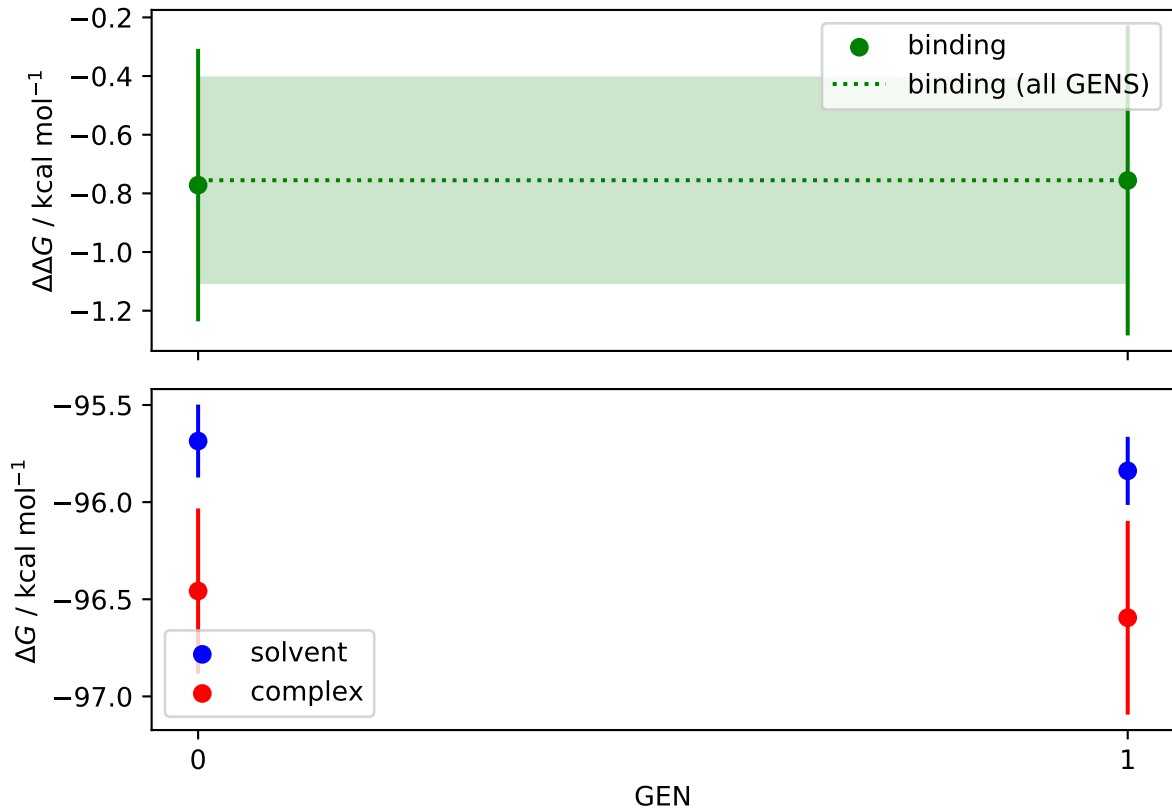 −0.2
−0.4
−0.6
−0.8
−1.0
−1.2
ΔΔG / kcal mol⁻¹
binding
binding (all GENS)
−95.5
−96.0
−96.5
−97.0
ΔG / kcal mol⁻¹
solvent
complex
0
1
GEN